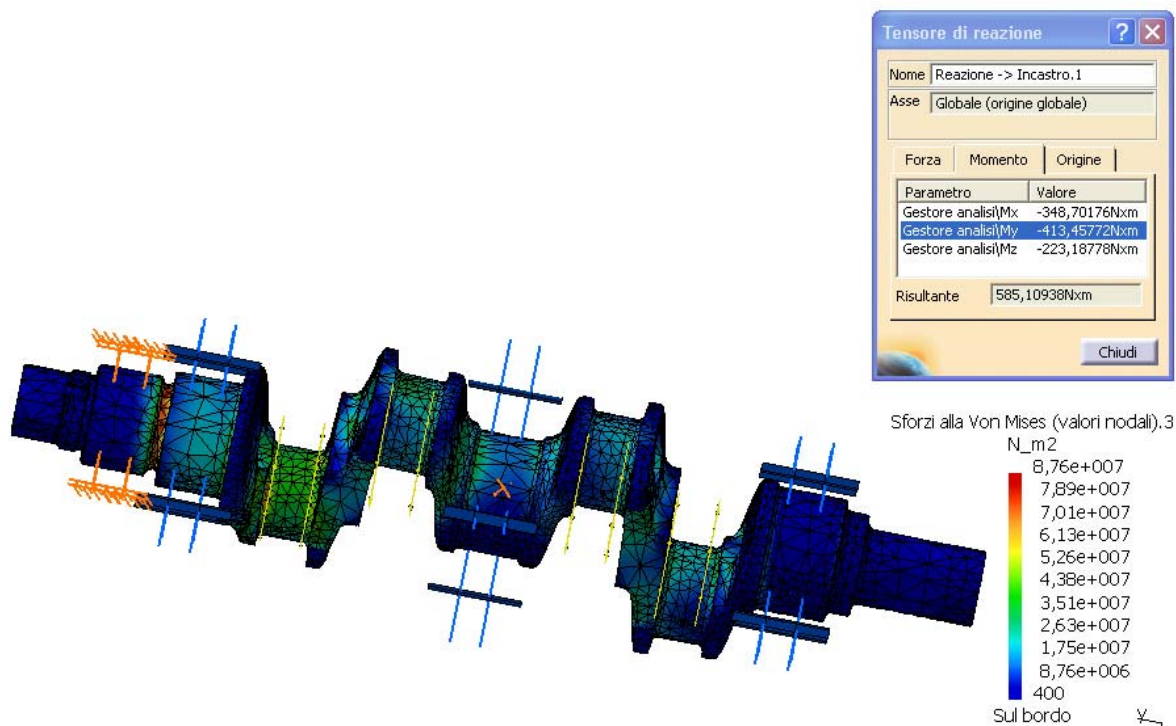 Tensore di reazione
Nome Reazione -> Incastro.1
Asse Globale (origine globale)
Forza Momento Origine
Parametro Valore
Gestore analisi\Mx -348,70176Nxm
Gestore analisi\My -413,45772Nxm
Gestore analisi\Mz -223,18778Nxm
Risultante 585,10938Nxm
Chiudi
Sforzi alla Von Mises (valori nodali).3
N_m2
8,76e+007
7,89e+007
7,01e+007
6,13e+007
5,26e+007
4,38e+007
3,51e+007
2,63e+007
1,75e+007
8,76e+006
400
Sul bordo
y